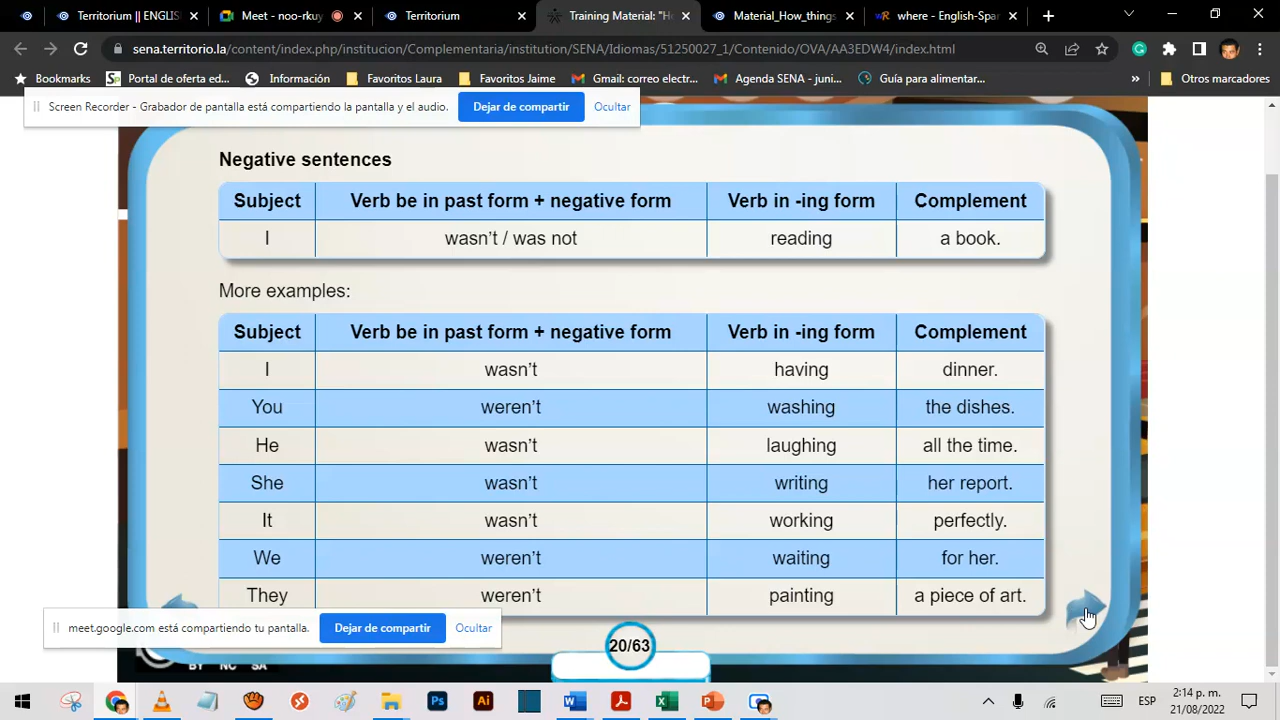 Territorium || ENGLIS
Meet - noo-rkuy
Territorium
Training Material: "He
Material_How_things
where - English-Spar
sena.territorio.la/content/index.php/institucion/Complementaria/institution/SENA/Idiomas/51250027_1/Contenido/OVA/AA3EDW4/index.html
Bookmarks
Portal de oferta ed...
Información
Favoritos Laura
Favoritos Jaime
Gmail: correo electr...
Agenda SENA - juni...
Guía para alimentar...
»
Otros marcadores
Screen Recorder - Grabador de pantalla está compartiendo la pantalla y el audio.
Dejar de compartir
Ocultar
Negative sentences
Subject Verb be in past form + negative form Verb in -ing form Complement
I wasn't / was not reading a book.
More examples:
Subject Verb be in past form + negative form Verb in -ing form Complement
I wasn't having dinner.
You weren't washing the dishes.
He wasn't laughing all the time.
She wasn't writing her report.
It wasn't working perfectly.
We weren't waiting for her.
They weren't painting a piece of art.
meet.google.com está compartiendo tu pantalla.
Dejar de compartir
Ocultar
20/63
BY NC SA
Ps
Ai
ESP
2:14 p. m.
21/08/2022